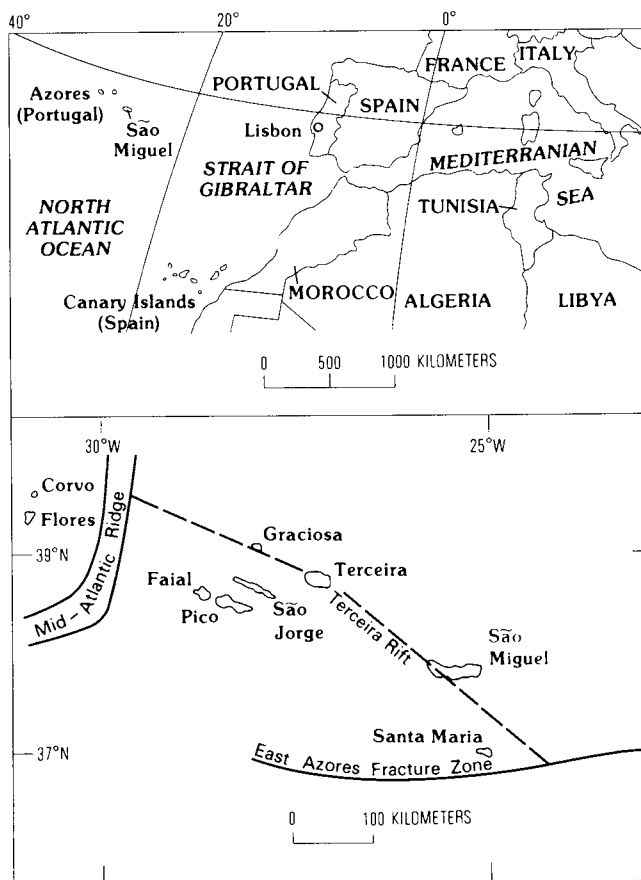 40°
20°
0°
FRANCE
ITALY
Azores
(Portugal)
PORTUGAL
SPAIN
São
Miguel
Lisbon
STRAIT OF
GIBRALTAR
MEDITERRANIAN
SEA
NORTH
ATLANTIC
OCEAN
TUNISIA
Canary Islands
(Spain)
MOROCCO
ALGERIA
LIBYA
0 500 1000 KILOMETERS
30°W
25°W
Corvo
Flores
Mid-Atlantic Ridge
Graciosa
39°N
Faial
Terceira
Pico
São
Jorge
Terceira Rift
São
Miguel
37°N
Santa Maria
East Azores Fracture Zone
0 100 KILOMETERS